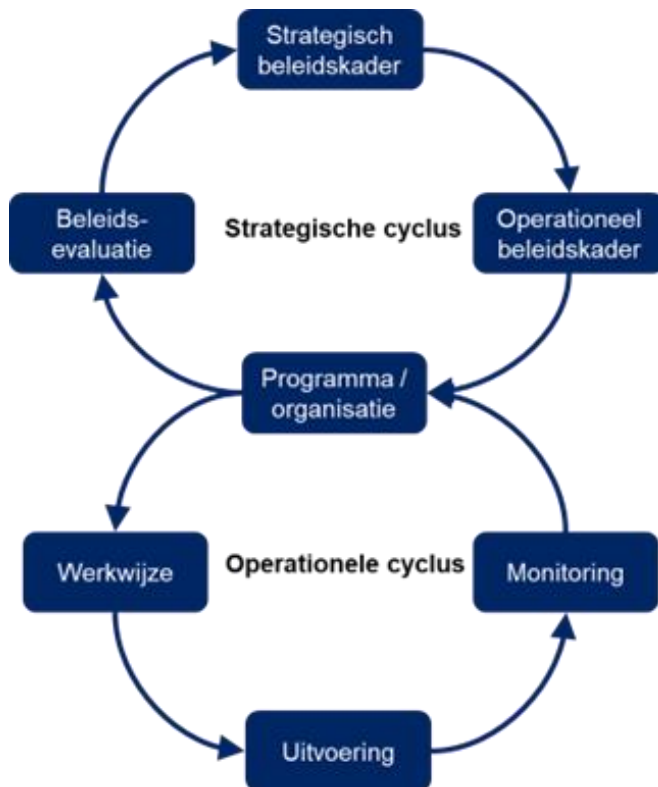 Strategisch
beleidskader
Beleids-
evaluatie
Strategische cyclus
Operationeel
beleidskader
Programma /
organisatie
Werkwijze
Operationele cyclus
Monitoring
Uitvoering